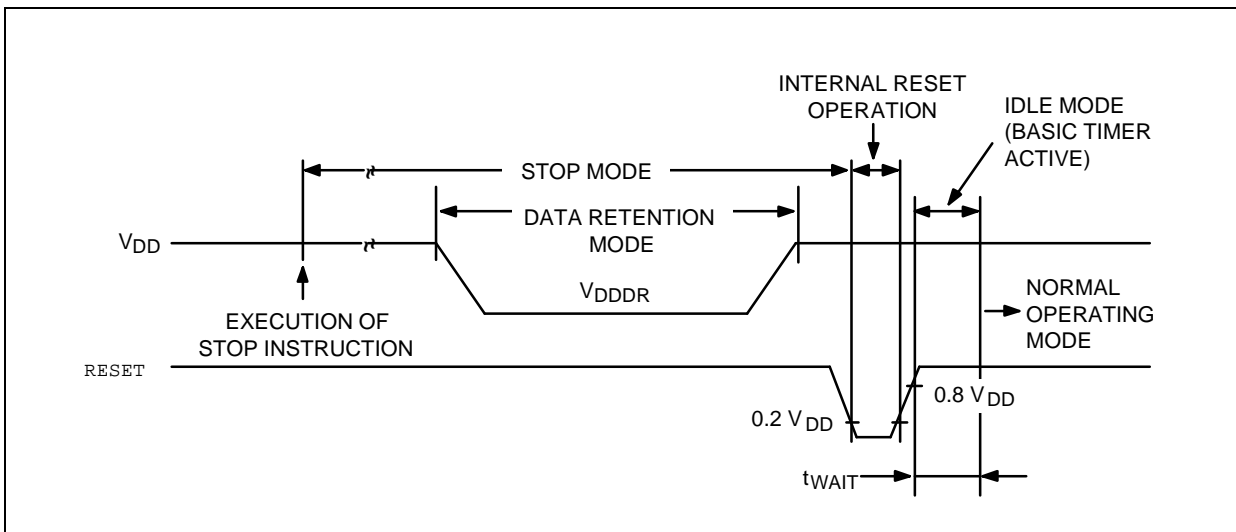 INTERNAL RESET
OPERATION
IDLE MODE
(BASIC TIMER
ACTIVE)
STOP MODE
DATA RETENTION
MODE
VDD
VDDDR
EXECUTION OF
STOP INSTRUCTION
NORMAL
OPERATING
MODE
RESET
0.8 VDD
0.2 VDD
tWAIT